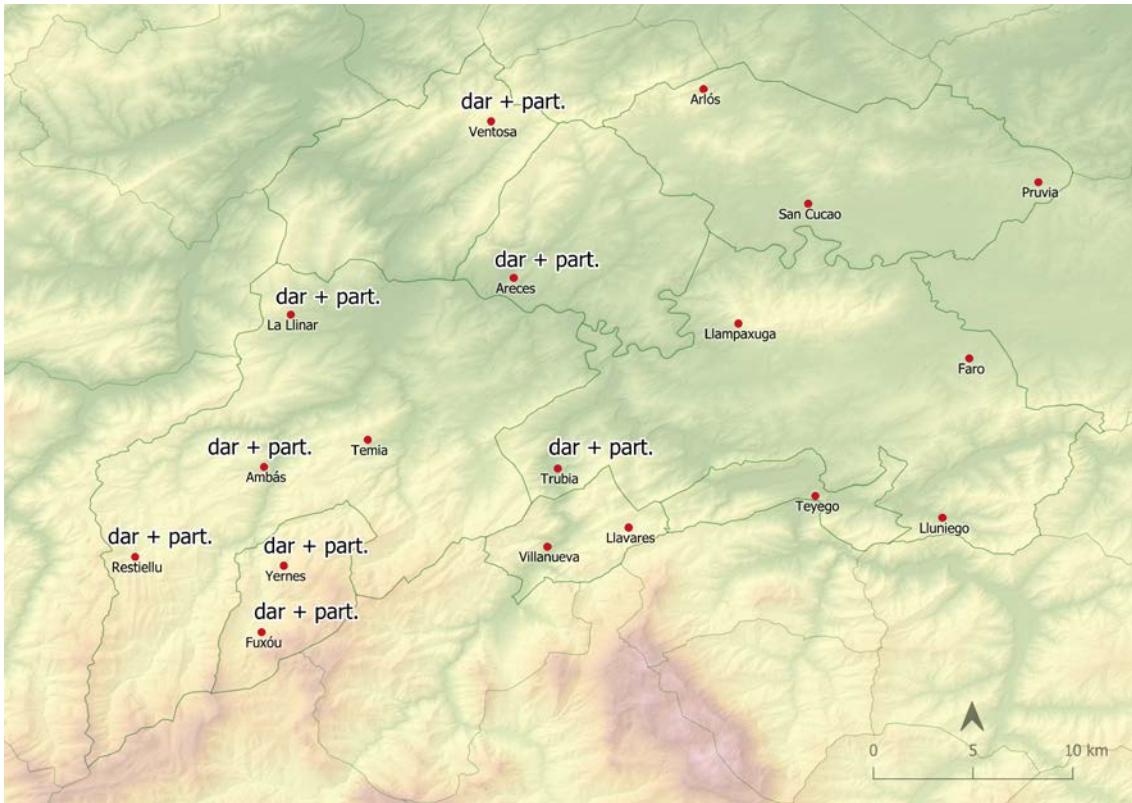 Arlós
dar + part.
Ventosa
Pruvia
San Cucao
dar + part.
Areces
dar + part.
La Llinar
Llampaxuga
Faro
dar + part.
Ambás
Temia
dar + part.
Trubia
Teyego
Lluniego
Llavares
dar + part.
Restiellu
dar + part.
Yernes
Villanueva
dar + part.
Fuxóu
0 5 10 km